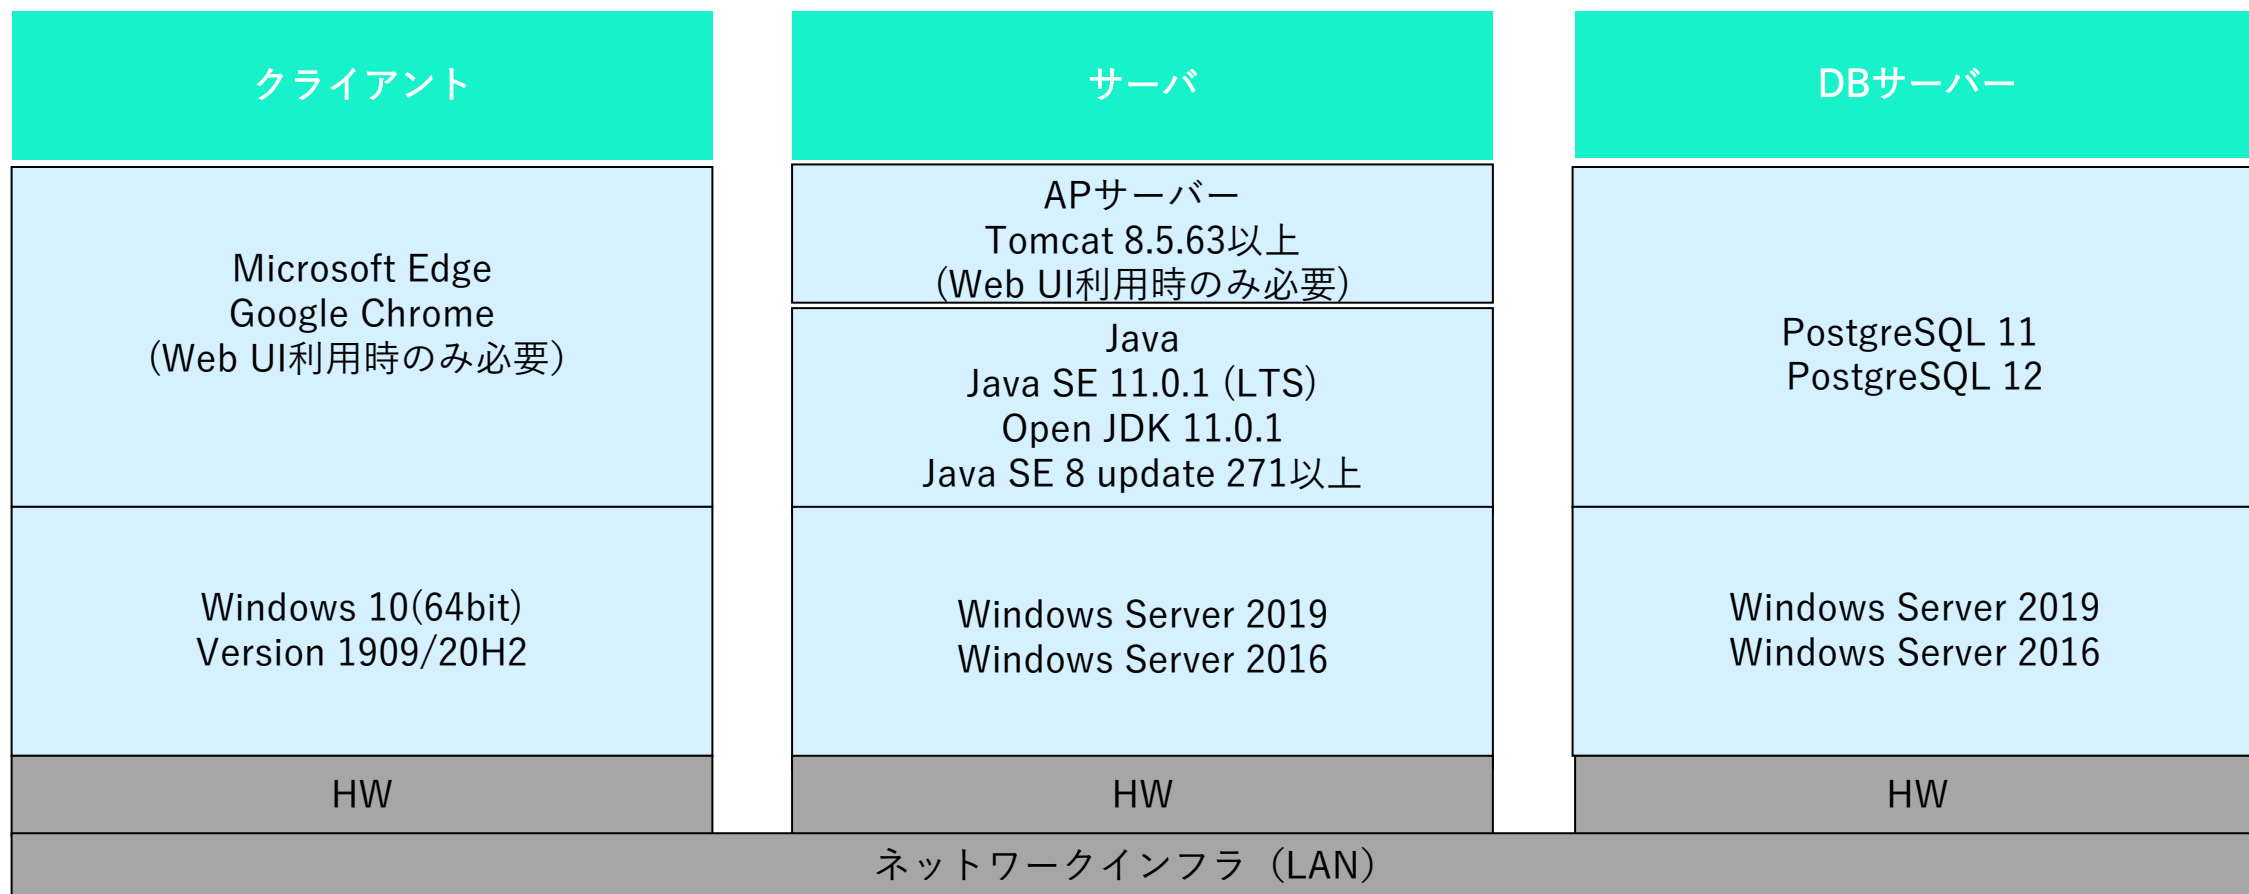 クライアント
Microsoft Edge
Google Chrome
(Web UI利用時のみ必要)
Windows 10(64bit)
Version 1909/20H2
HW
サーバ
APサーバー
Tomcat 8.5.63以上
(Web UI利用時のみ必要)
Java
Java SE 11.0.1 (LTS)
Open JDK 11.0.1
Java SE 8 update 271以上
Windows Server 2019
Windows Server 2016
HW
DBサーバー
PostgreSQL 11
PostgreSQL 12
Windows Server 2019
Windows Server 2016
HW
ネットワークインフラ（LAN）